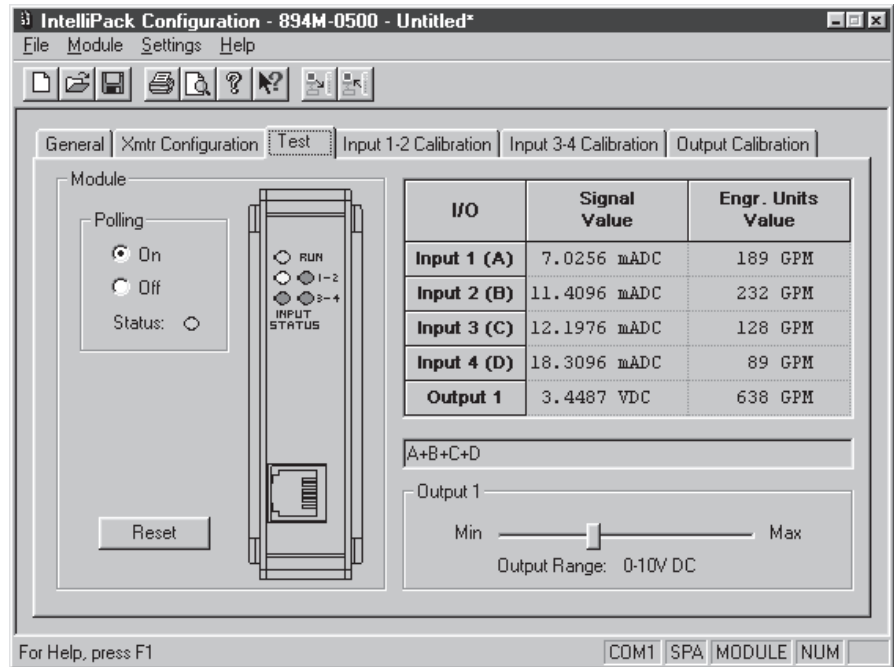 IntelliPack Configuration - 894M-0500 - Untitled*
File Module Settings Help
General Xmtr Configuration Test Input 1-2 Calibration Input 3-4 Calibration Output Calibration
Module
Polling
On
Off
Status:
RUN
1-2
3-4
INPUT
STATUS
Reset
I/O Signal Value Engr. Units Value
Input 1 (A) 7.0256 mADC 189 GPM
Input 2 (B) 11.4096 mADC 232 GPM
Input 3 (C) 12.1976 mADC 128 GPM
Input 4 (D) 18.3096 mADC 89 GPM
Output 1 3.4487 VDC 638 GPM
A+B+C+D
Output 1
Min Max
Output Range: 0-10V DC
For Help, press F1 COM1 SPA MODULE NUM